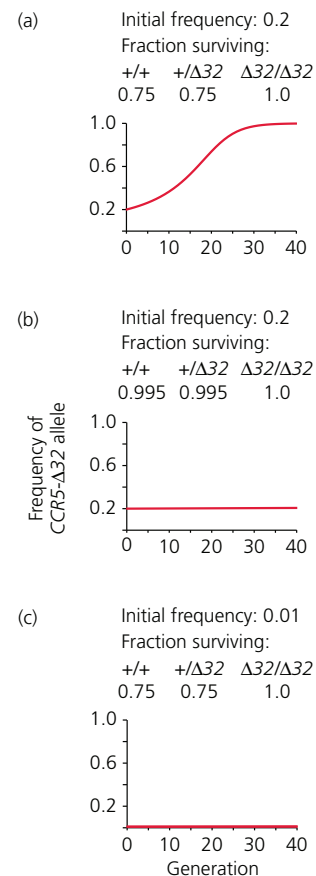 (a)
Initial frequency: 0.2
Fraction surviving:
+/+ +/Δ32 Δ32/Δ32
0.75 0.75 1.0
1.0
0.6
0.2
0 10 20 30 40
(b)
Initial frequency: 0.2
Fraction surviving:
+/+ +/Δ32 Δ32/Δ32
0.995 0.995 1.0
Frequency of
CCR5-Δ32 allele
1.0
0.6
0.2
0 10 20 30 40
(c)
Initial frequency: 0.01
Fraction surviving:
+/+ +/Δ32 Δ32/Δ32
0.75 0.75 1.0
1.0
0.6
0.2
0 10 20 30 40
Generation